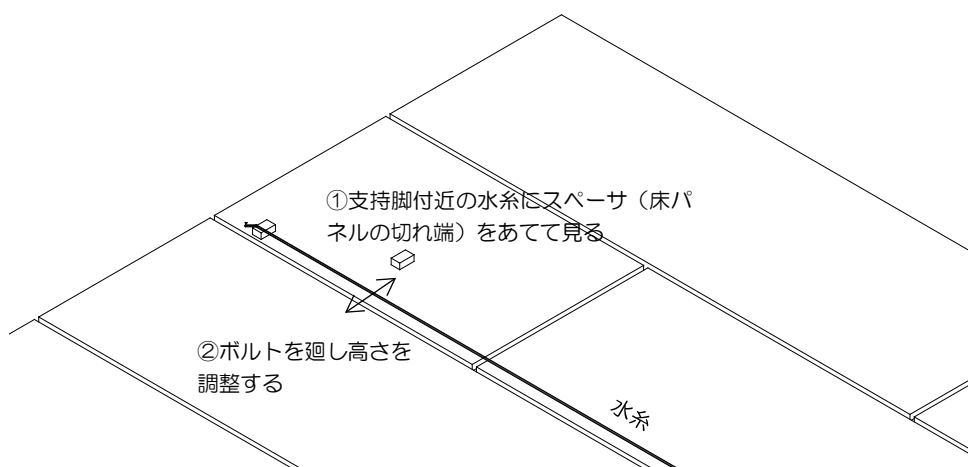 ①支持脚付近の水糸にスペーサ（床パ
ネルの切れ端）をあてて見る
②ボルトを廻し高さを
調整する
水糸